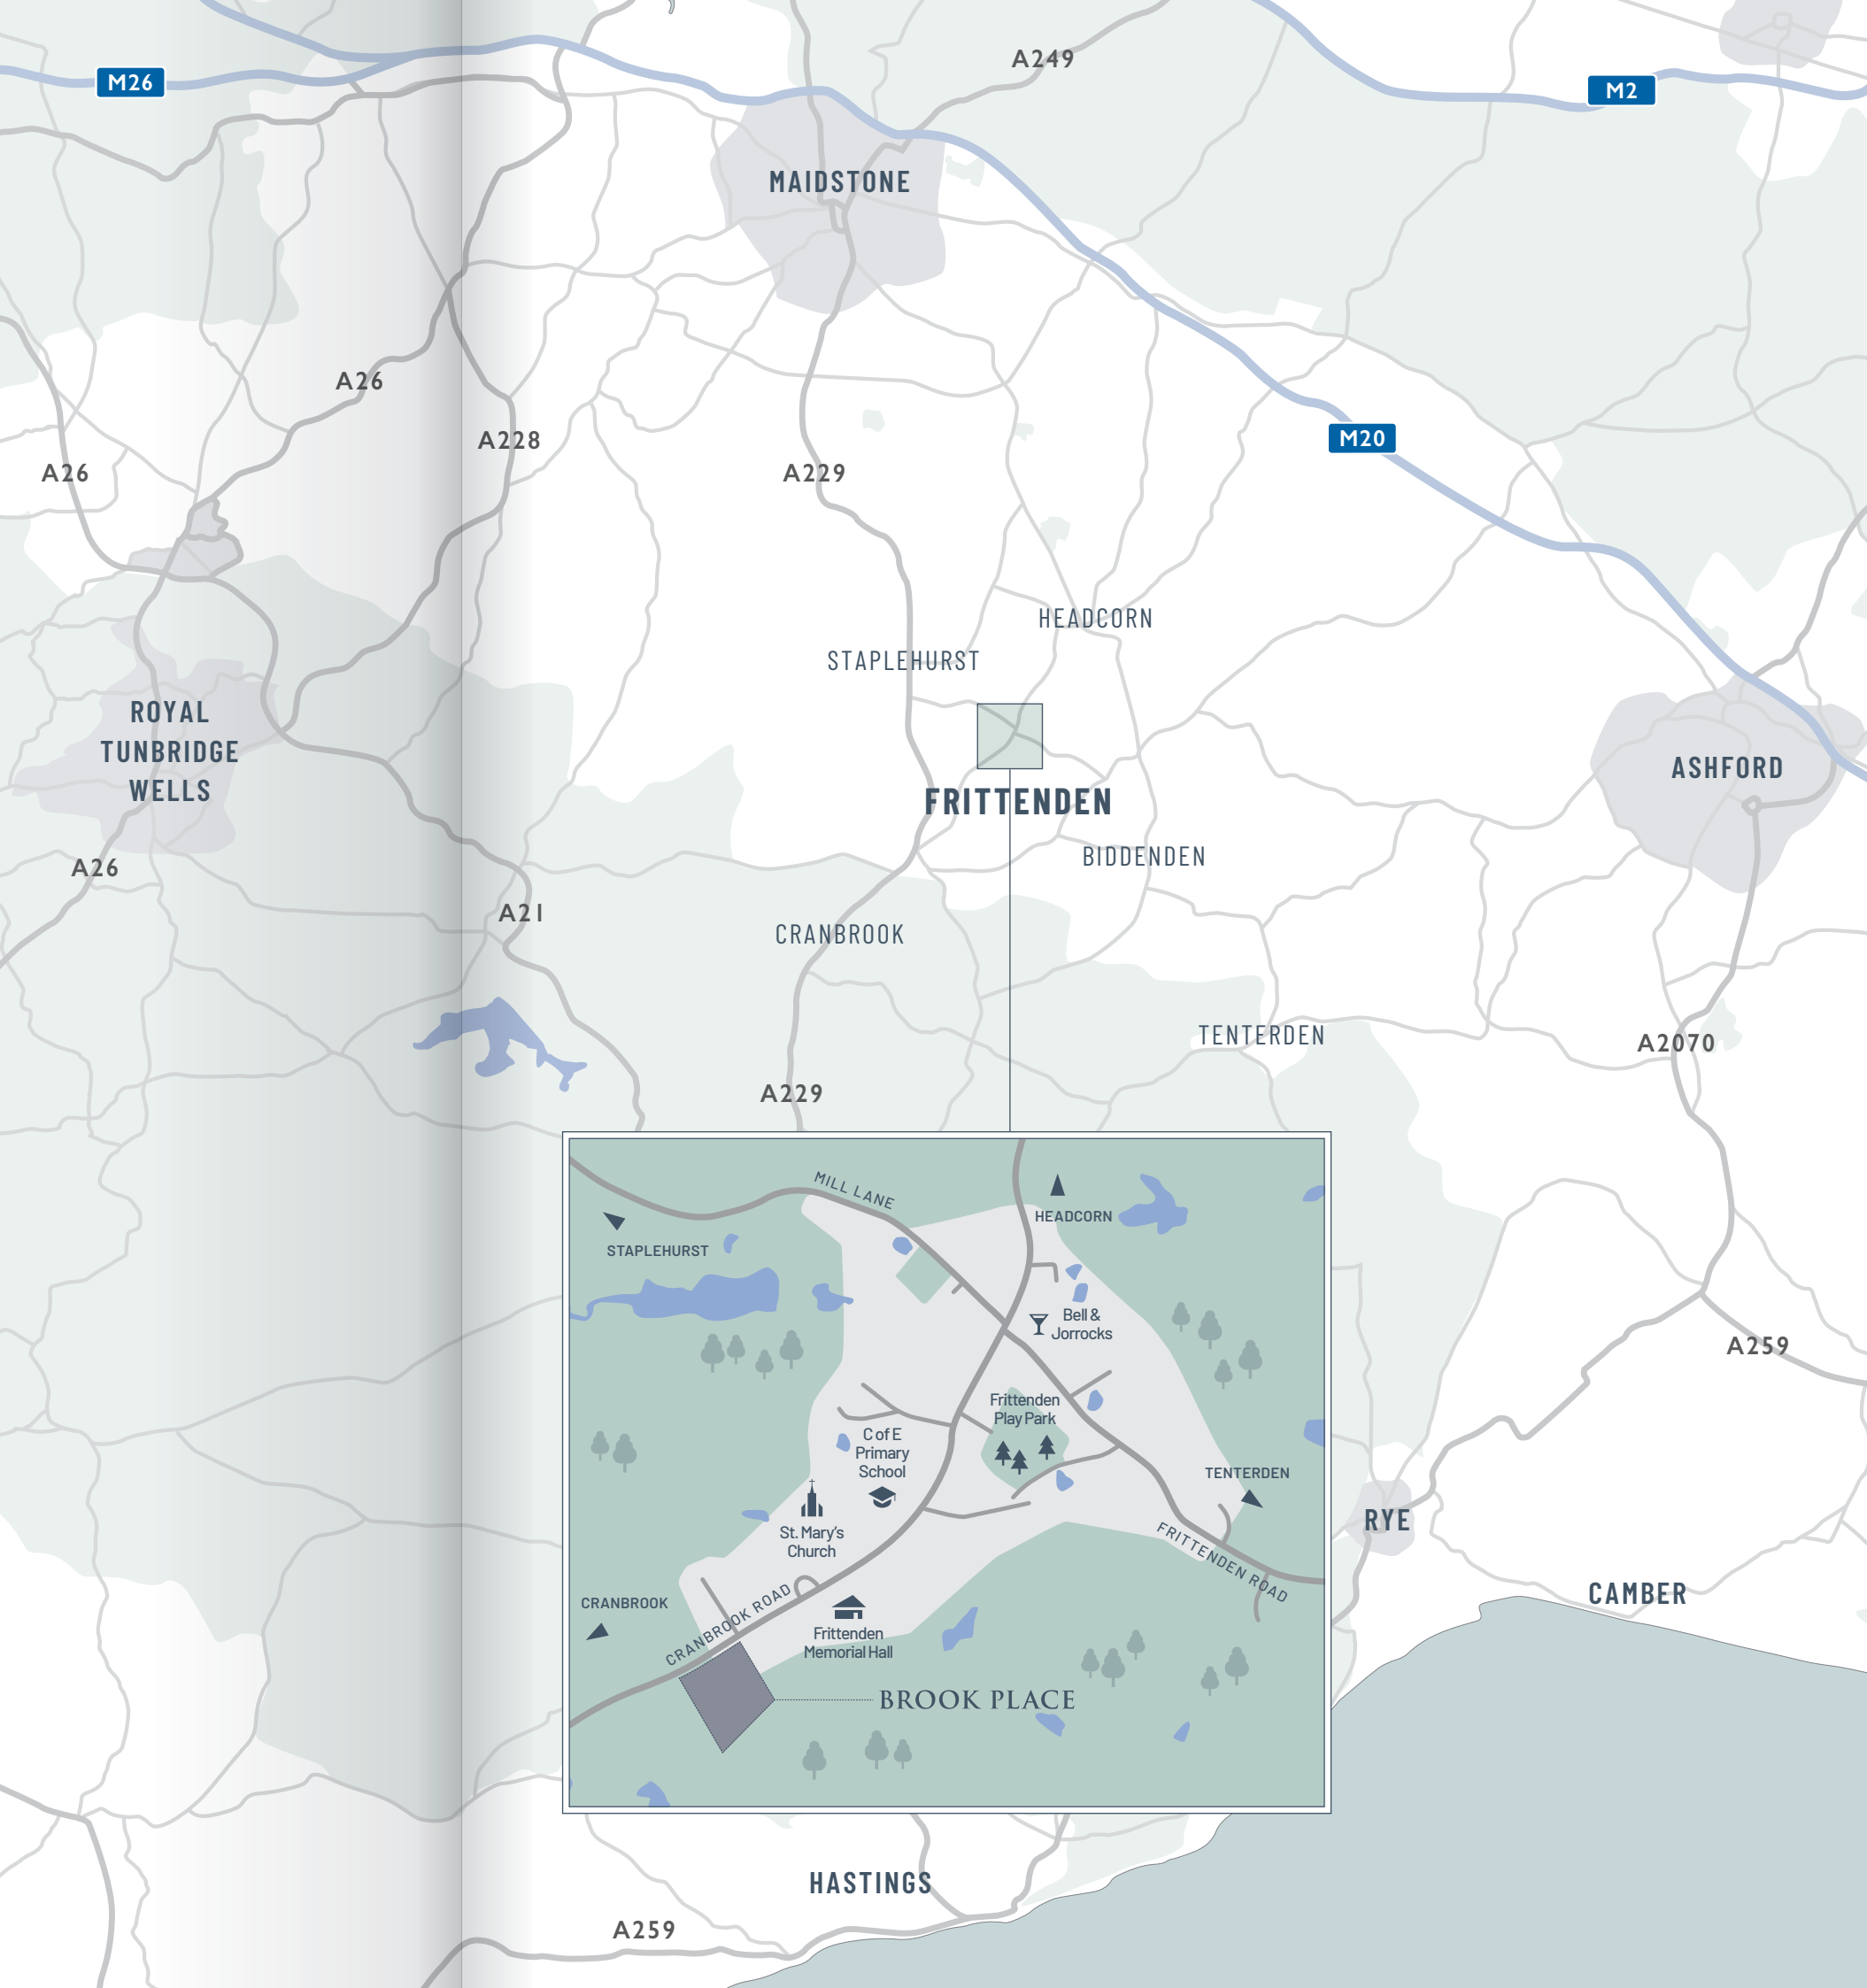 A249
M26
M2
MAIDSTONE
A26
A228
M20
A26
A229
HEADCORN
STAPLEHURST
ROYAL
TUNBRIDGE
WELLS
ASHFORD
FRITTENDEN
BIDDENDEN
A26
A21
CRANBROOK
TENTERDEN
A2070
A229
MILL LANE
HEADCORN
STAPLEHURST
Bell &
Jorrocks
A259
Frittenden
Play Park
C of E
Primary
School
TENTERDEN
RYE
St. Mary's
Church
FRITTENDEN ROAD
CAMBER
CRANBROOK
CRANBROOK ROAD
Frittenden
Memorial Hall
BROOK PLACE
HASTINGS
A259